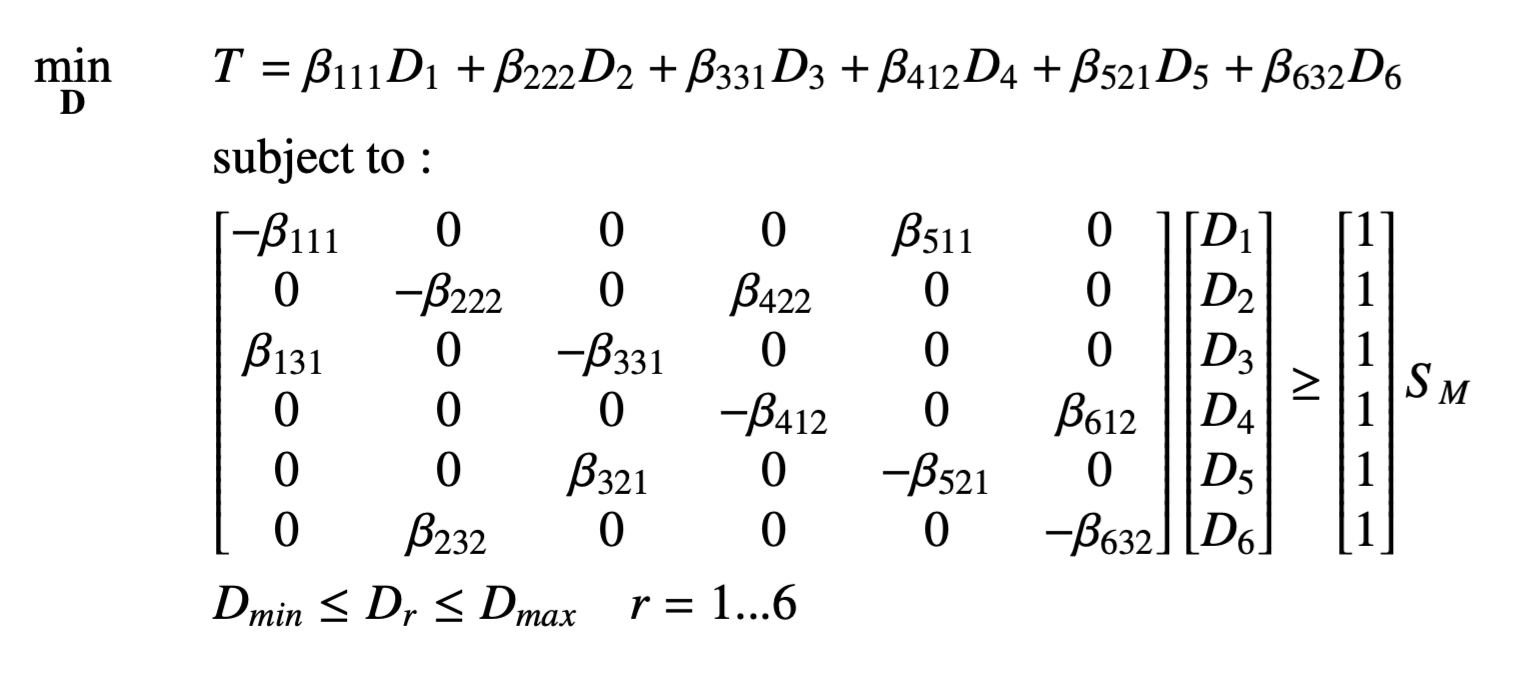 min D T = β111D1 + β222D2 + β331D3 + β412D4 + β521D5 + β632D6
subject to :
[−β111 0 0 0 β511 0] [D1] [1]
[0 −β222 0 β422 0 0] [D2] [1]
[β131 0 −β331 0 0 0] [D3] ≥ [1] SM
[0 0 0 −β412 0 β612] [D4] [1]
[0 0 β321 0 −β521 0] [D5] [1]
[0 β232 0 0 0 −β632] [D6] [1]
Dmin ≤ Dr ≤ Dmax r = 1...6